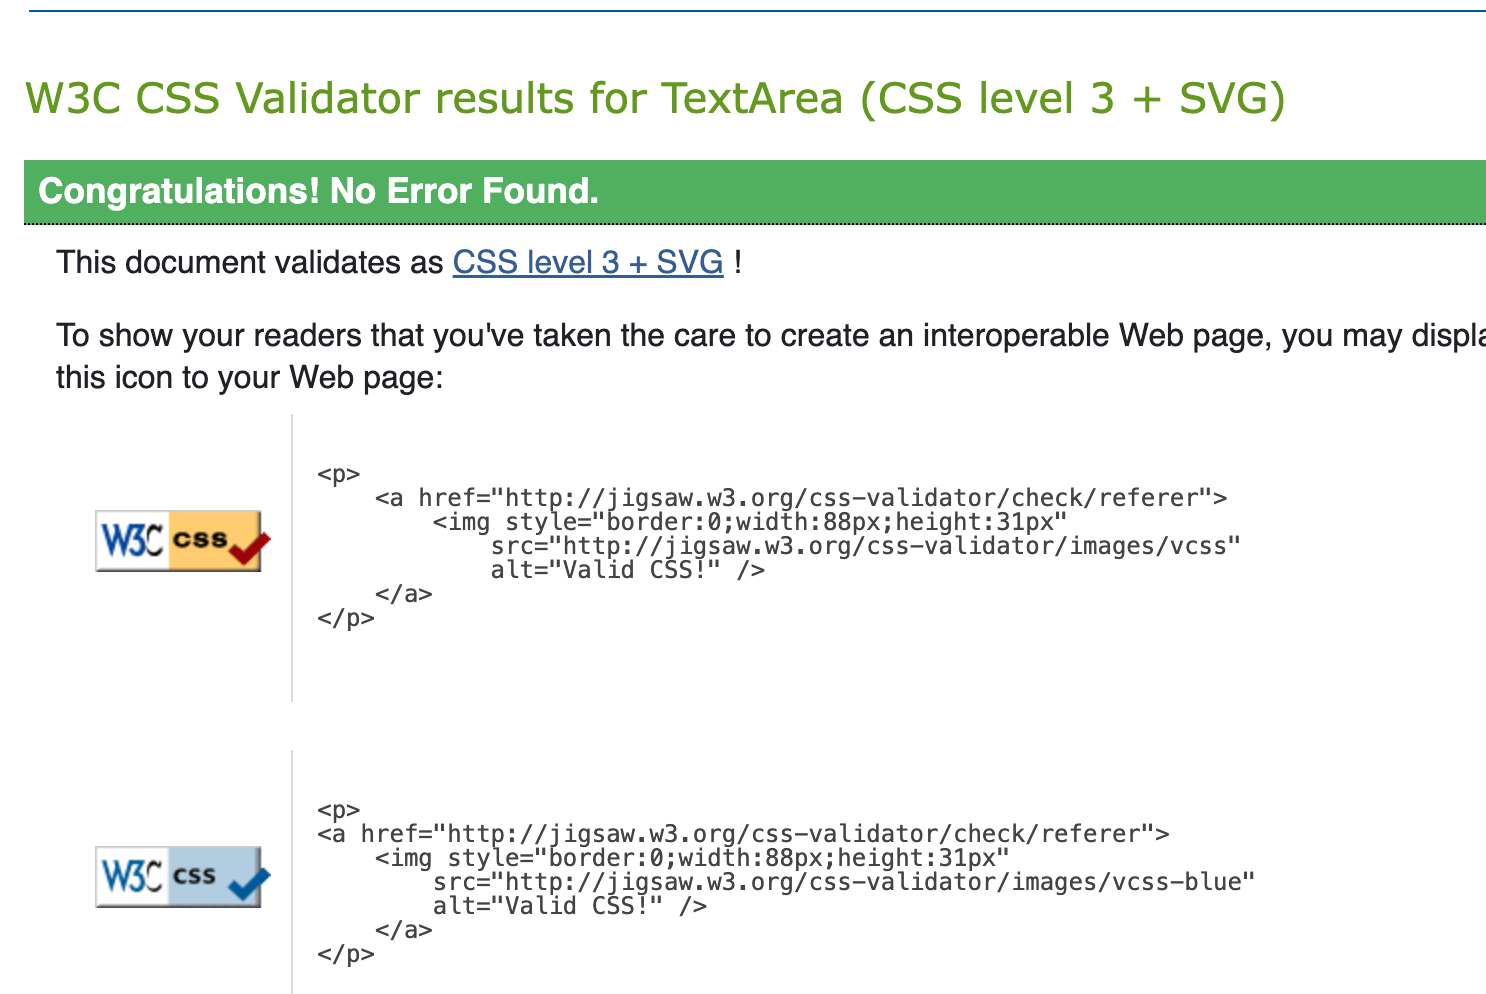 W3C CSS Validator results for TextArea (CSS level 3 + SVG)
Congratulations! No Error Found.
This document validates as CSS level 3 + SVG !
To show your readers that you've taken the care to create an interoperable Web page, you may
this icon to your Web page:
W3C css
<p>
    <a href="http://jigsaw.w3.org/css-validator/check/referer">
        <img style="border:0;width:88px;height:31px"
            src="http://jigsaw.w3.org/css-validator/images/vcss"
            alt="Valid CSS!" />
    </a>
</p>
W3C css
<p>
<a href="http://jigsaw.w3.org/css-validator/check/referer">
    <img style="border:0;width:88px;height:31px"
        src="http://jigsaw.w3.org/css-validator/images/vcss-blue"
        alt="Valid CSS!" />
    </a>
</p>